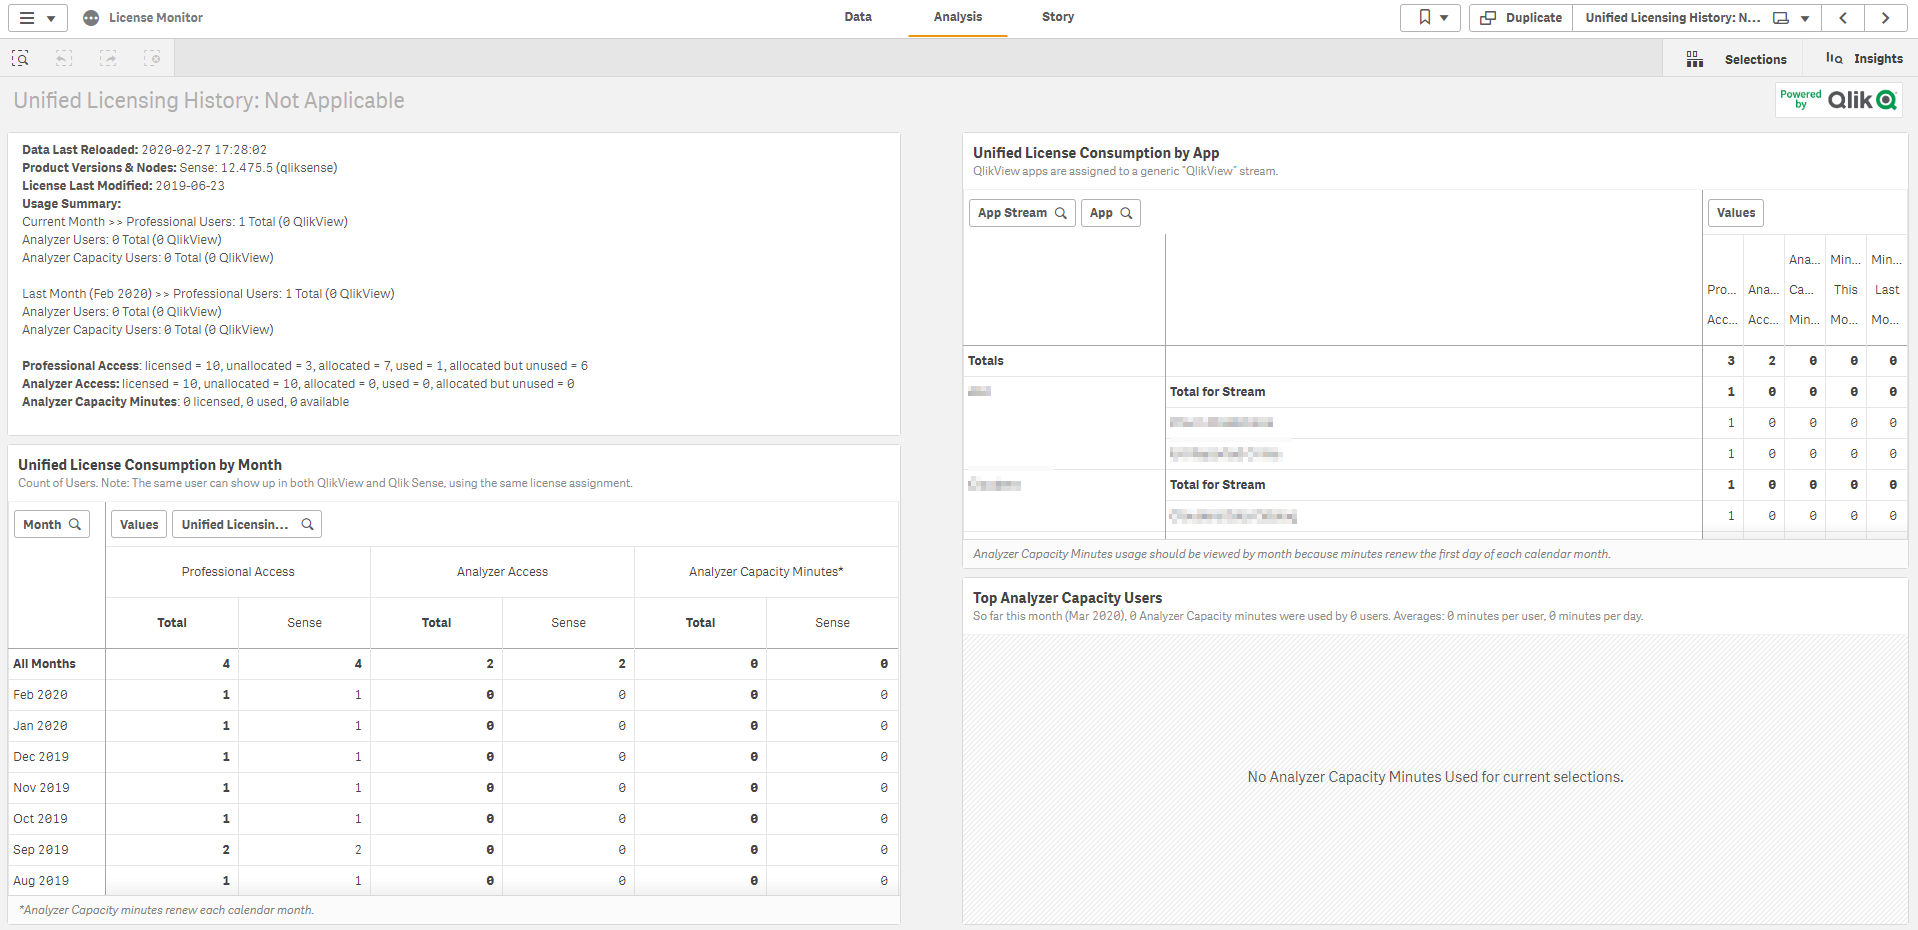 License Monitor
Data
Analysis
Story
Duplicate
Unified Licensing History: N...
Selections
Insights
Unified Licensing History: Not Applicable
Powered by Qlik
Data Last Reloaded: 2020-02-27 17:28:02
Product Versions & Nodes: Sense: 12.475.5 (qliksense)
License Last Modified: 2019-06-23
Usage Summary:
Current Month >> Professional Users: 1 Total (0 QlikView)
Analyzer Users: 0 Total (0 QlikView)
Analyzer Capacity Users: 0 Total (0 QlikView)
Last Month (Feb 2020) >> Professional Users: 1 Total (0 QlikView)
Analyzer Users: 0 Total (0 QlikView)
Analyzer Capacity Users: 0 Total (0 QlikView)
Professional Access: licensed = 10, unallocated = 3, allocated = 7, used = 1, allocated but unused = 6
Analyzer Access: licensed = 10, unallocated = 10, allocated = 0, used = 0, allocated but unused = 0
Analyzer Capacity Minutes: 0 licensed, 0 used, 0 available
Unified License Consumption by Month
Count of Users. Note: The same user can show up in both QlikView and Qlik Sense, using the same license assignment.
Month Values Unified Licensin...
Professional Access Analyzer Access Analyzer Capacity Minutes*
Total Sense Total Sense Total Sense
All Months 4 4 2 2 0 0
Feb 2020 1 1 0 0 0 0
Jan 2020 1 1 0 0 0 0
Dec 2019 1 1 0 0 0 0
Nov 2019 1 1 0 0 0 0
Oct 2019 1 1 0 0 0 0
Sep 2019 2 2 0 0 0 0
Aug 2019 1 1 0 0 0 0
*Analyzer Capacity minutes renew each calendar month.
Unified License Consumption by App
QlikView apps are assigned to a generic "QlikView" stream.
App Stream App Values
Ana... Min... Min...
Pro... Ana... Ca... This Last
Acc... Acc... Min... Mo... Mo...
Totals 3 2 0 0 0
Total for Stream 1 0 0 0 0
1 0 0 0 0
1 0 0 0 0
Total for Stream 1 0 0 0 0
1 0 0 0 0
Analyzer Capacity Minutes usage should be viewed by month because minutes renew the first day of each calendar month.
Top Analyzer Capacity Users
So far this month (Mar 2020), 0 Analyzer Capacity minutes were used by 0 users. Averages: 0 minutes per user, 0 minutes per day.
No Analyzer Capacity Minutes Used for current selections.